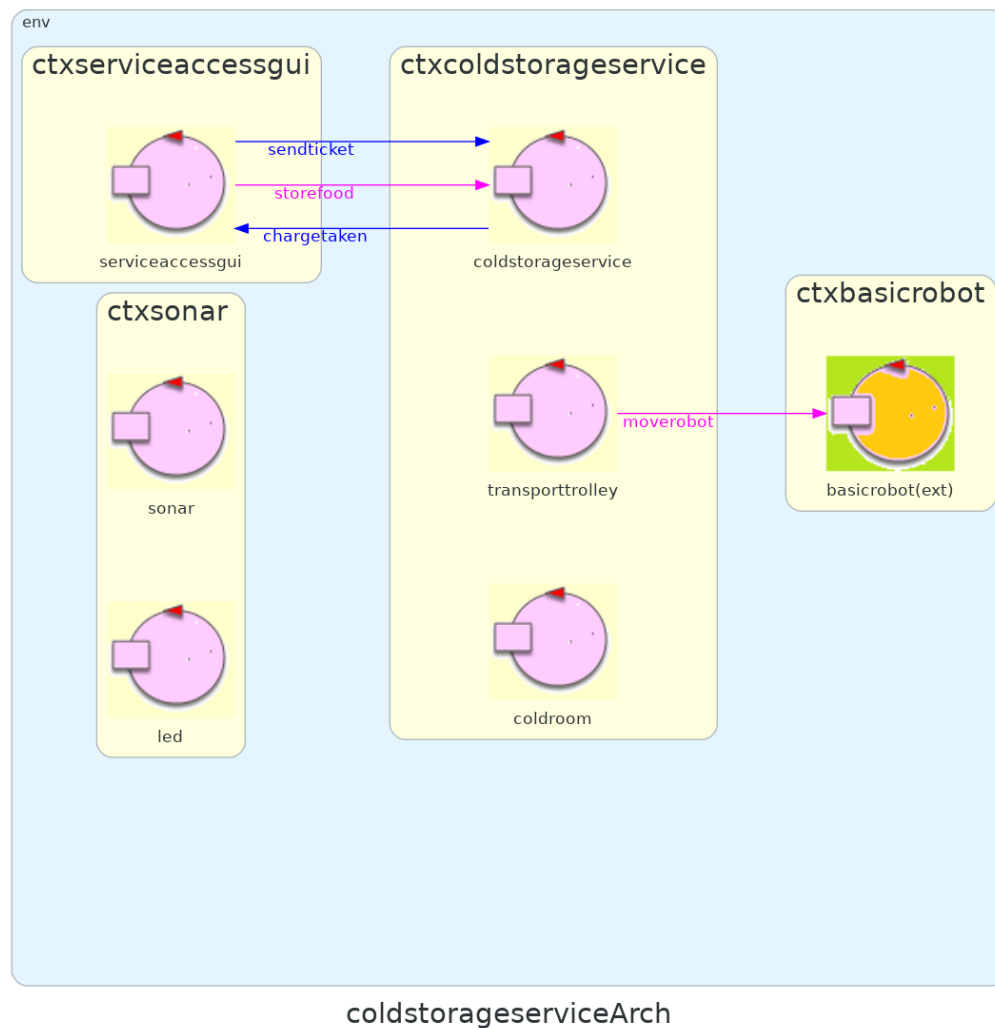 env
ctxserviceaccessgui
sendticket
storefood
chargetaken
serviceaccessgui
ctxcoldstorageservice
coldstorageservice
transporttrolley
moverobot
coldroom
ctxbasicrobot
basicrobot(ext)
ctxsonar
sonar
led
coldstorageserviceArch